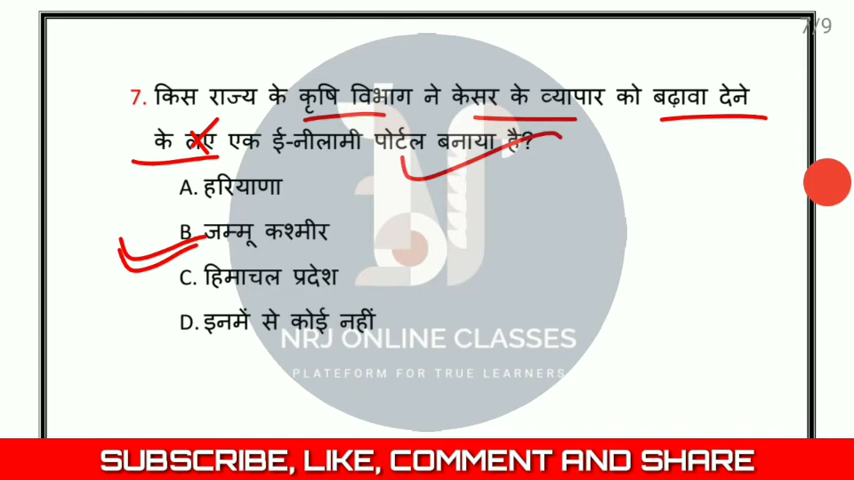 7/9
7. किस राज्य के कृषि विभाग ने केसर के व्यापार को बढ़ावा देने
के लए एक ई-नीलामी पोर्टल बनाया है?
A. हरियाणा
B. जम्मू कश्मीर
C. हिमाचल प्रदेश
D. इनमें से कोई नहीं
NRJ ONLINE CLASSES
PLATEFORM FOR TRUE LEARNERS
SUBSCRIBE, LIKE, COMMENT AND SHARE